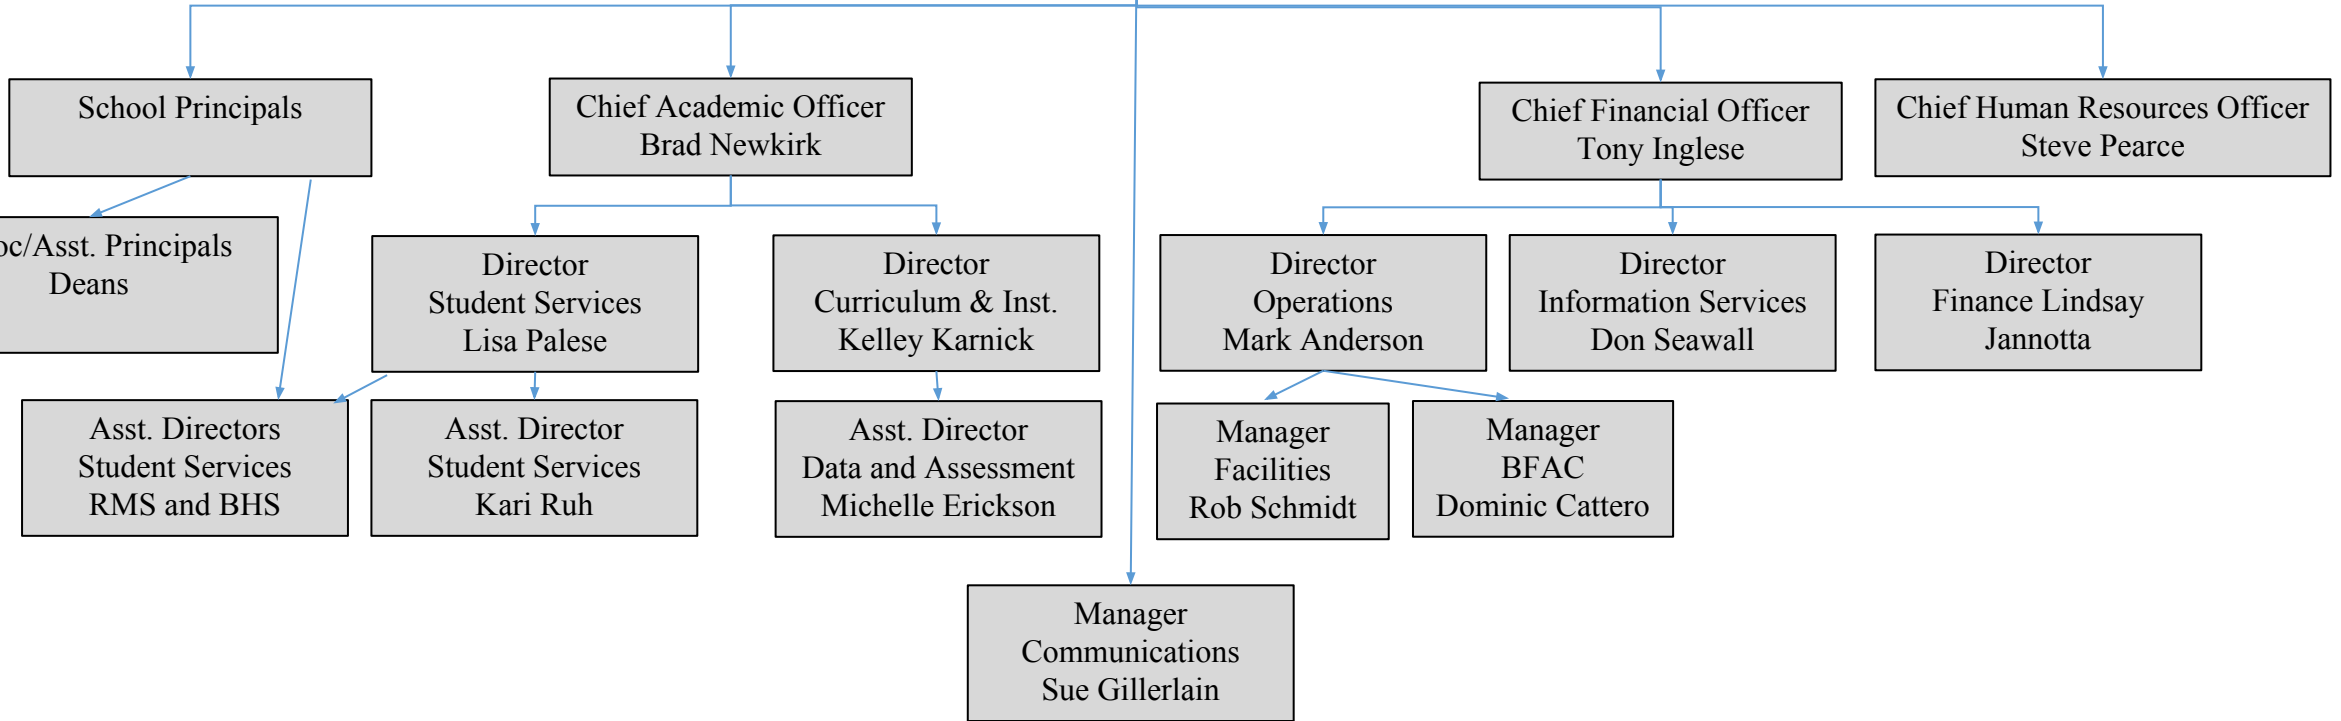 School Principals
Chief Academic Officer
Brad Newkirk
Chief Financial Officer
Tony Inglese
Chief Human Resources Officer
Steve Pearce
Principals
Deans
Director
Student Services
Lisa Palese
Director
Curriculum & Inst.
Kelley Karnick
Director
Operations
Mark Anderson
Director
Information Services
Don Seawall
Director
Finance Lindsay
Jannotta
Asst. Directors
Student Services
RMS and BHS
Asst. Director
Student Services
Kari Ruh
Asst. Director
Data and Assessment
Michelle Erickson
Manager
Facilities
Rob Schmidt
Manager
BFAC
Dominic Cattero
Manager
Communications
Sue Gillerlain